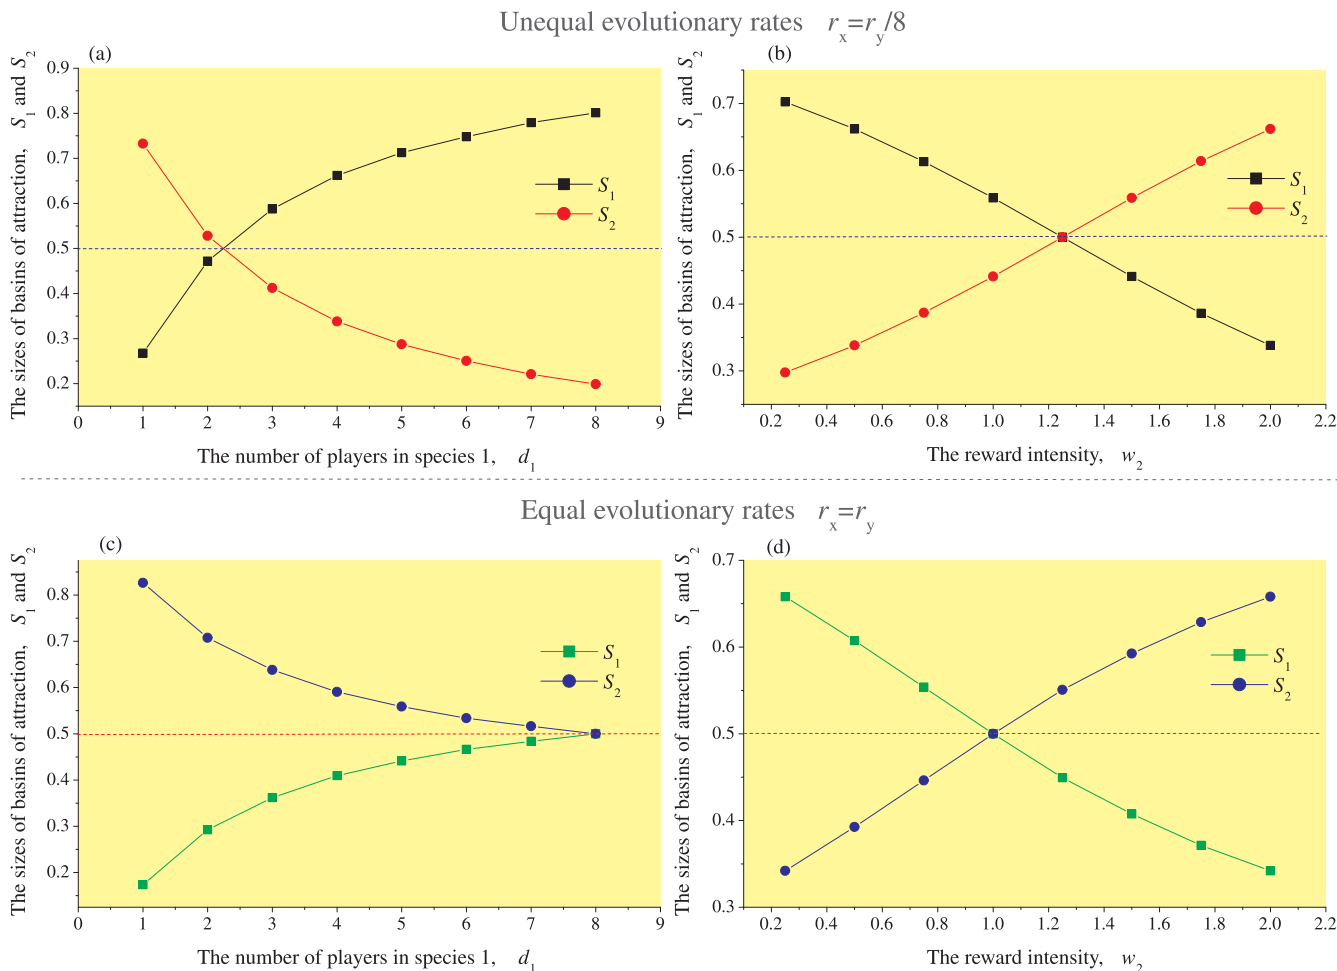 Unequal evolutionary rates r_x=r_y/8
(a)
The sizes of basins of attraction, S_1 and S_2
0.9
0.8
0.7
0.6
0.5
0.4
0.3
0.2
0 1 2 3 4 5 6 7 8 9
S_1
S_2
The number of players in species 1, d_1
(b)
The sizes of basins of attraction, S_1 and S_2
0.7
0.6
0.5
0.4
0.3
0.2 0.4 0.6 0.8 1.0 1.2 1.4 1.6 1.8 2.0 2.2
S_1
S_2
The reward intensity, w_2
Equal evolutionary rates r_x=r_y
(c)
The sizes of basins of attraction, S_1 and S_2
0.8
0.7
0.6
0.5
0.4
0.3
0.2
0 1 2 3 4 5 6 7 8 9
S_1
S_2
The number of players in species 1, d_1
(d)
The sizes of basins of attraction, S_1 and S_2
0.7
0.6
0.5
0.4
0.3
0.2 0.4 0.6 0.8 1.0 1.2 1.4 1.6 1.8 2.0 2.2
S_1
S_2
The reward intensity, w_2